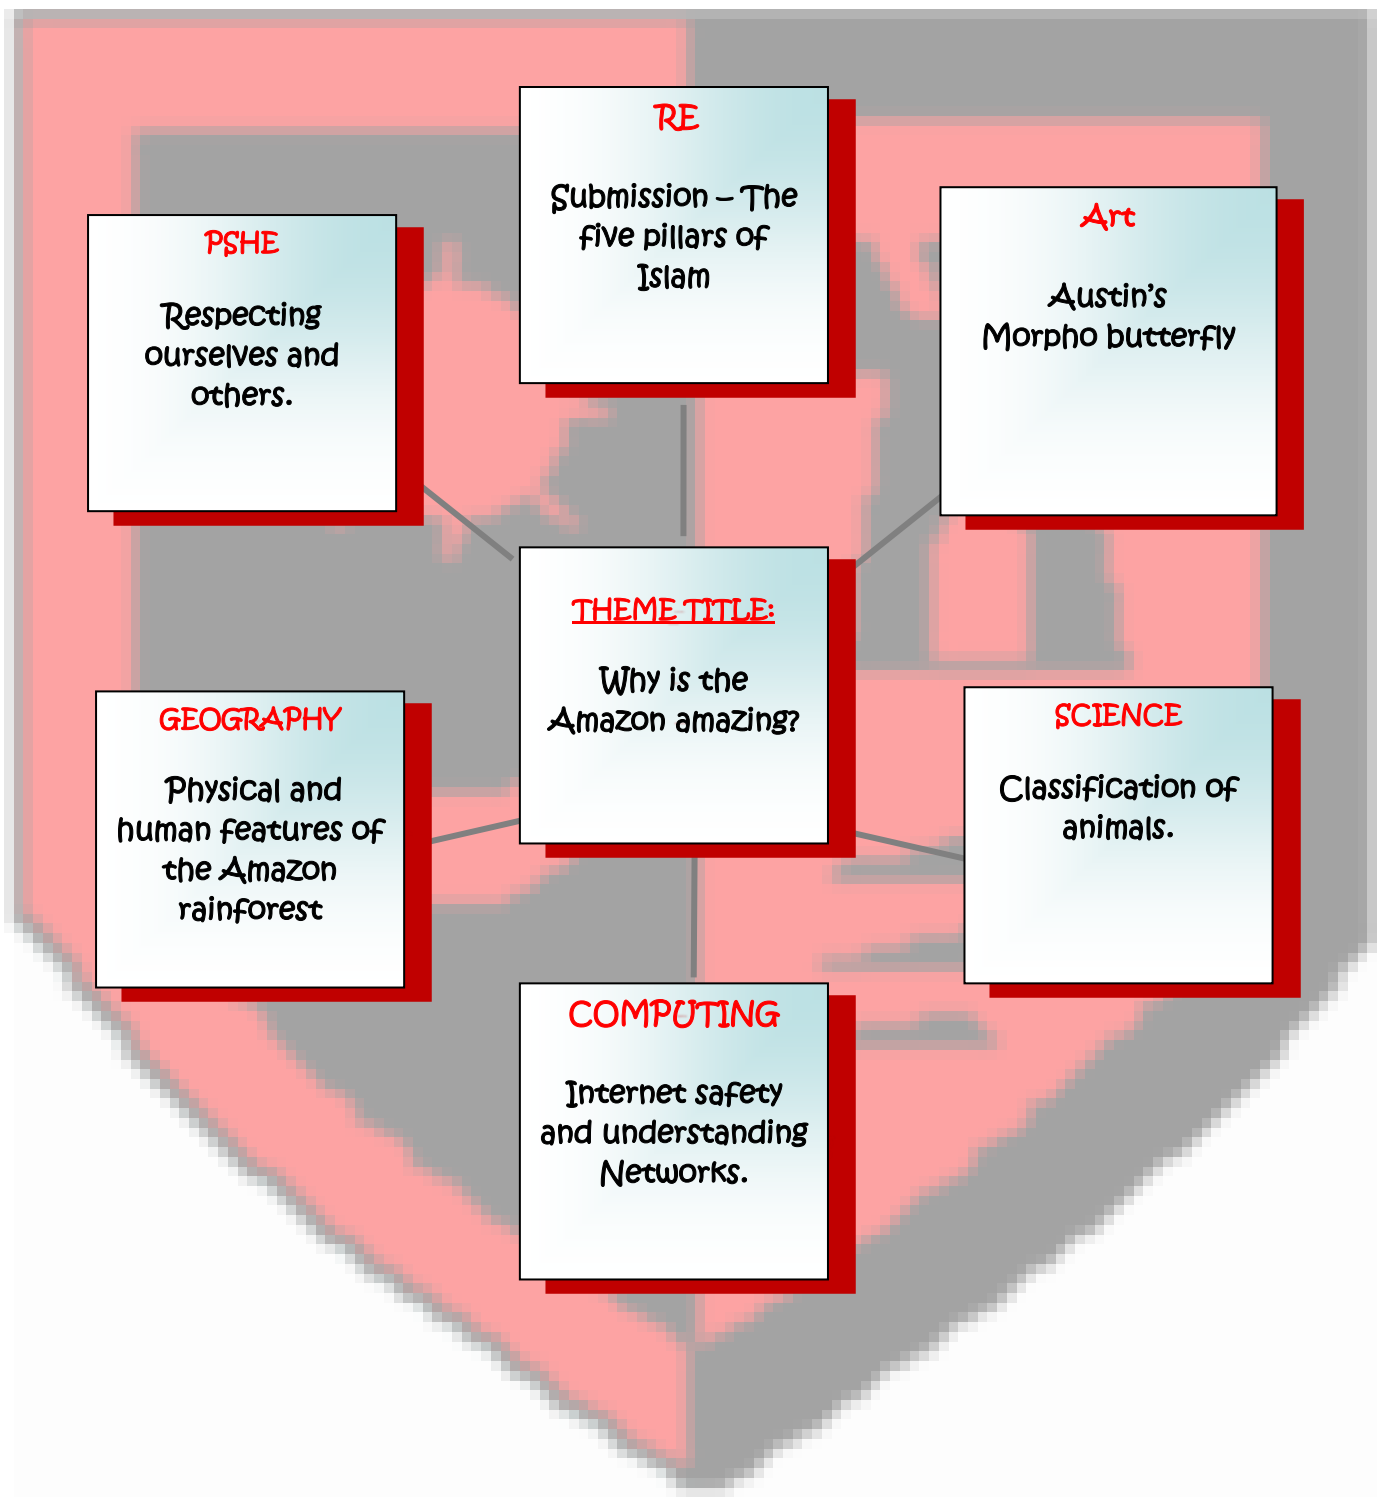 RE
Submission – The
five pillars of
Islam
PSHE
Respecting
ourselves and
others.
Art
Austin’s
Morpho butterfly
THEME TITLE:
Why is the
Amazon amazing?
GEOGRAPHY
Physical and
human features of
the Amazon
rainforest
SCIENCE
Classification of
animals.
COMPUTING
Internet safety
and understanding
Networks.